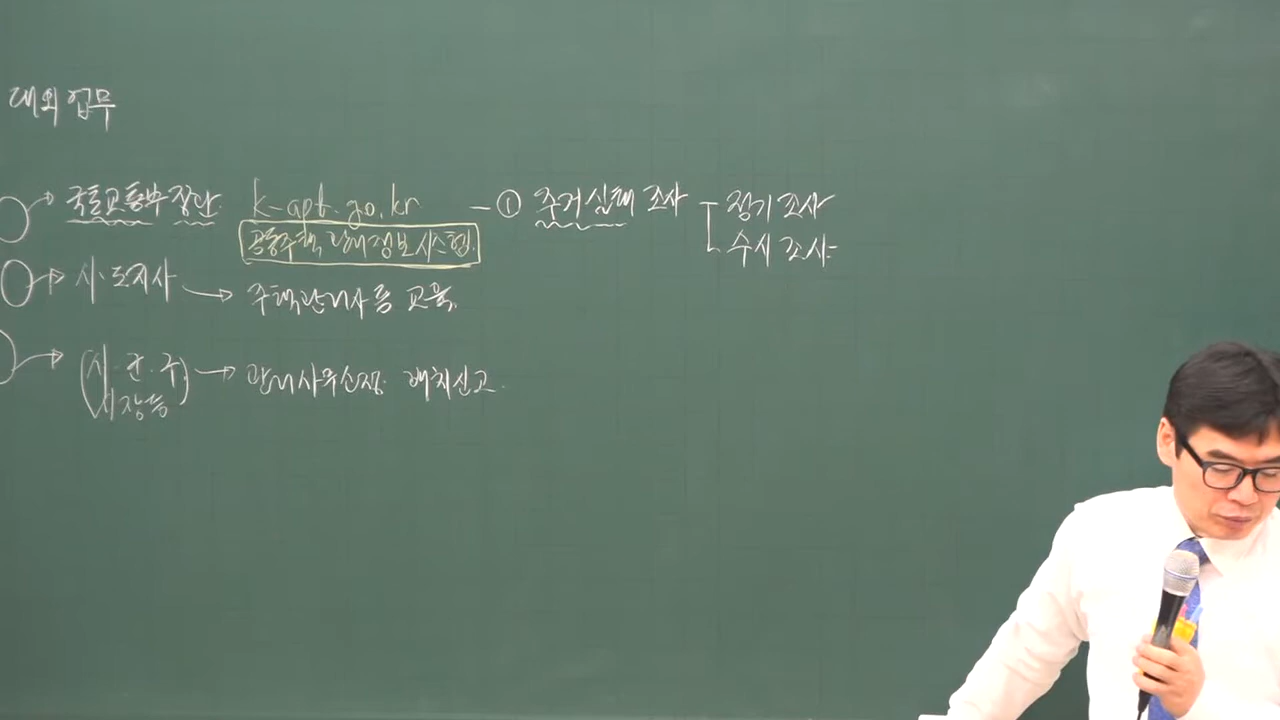 대외업무
국토교통부장관 k-apt.go.kr - ① 주거실태 조사 정기조사
공동주택관리정보시스템. 수시조사
시·도지사 → 주택관리사등 교육.
(시·군·구) → 관리사무소장 배치신고.
장등